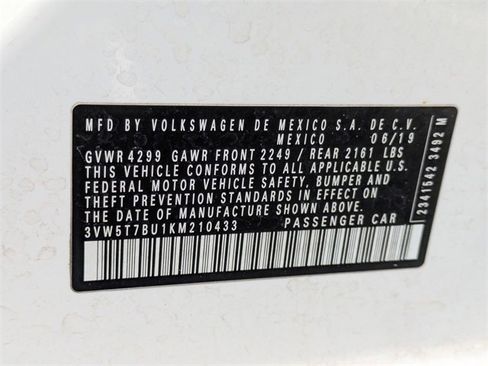 MFD BY VOLKSWAGEN DE MEXICO S.A. DE C.V.
MEXICO 06/19
GVWR 4299 GAWR FRONT 2249 / REAR 2161 LBS
THIS VEHICLE CONFORMS TO ALL APPLICABLE U.S.
FEDERAL MOTOR VEHICLE SAFETY, BUMPER, AND
THEFT PREVENTION STANDARDS IN EFFECT ON THE
DATE OF MANUFACTURE SHOWN ABOVE.
3VW5T7BU1KM210433 PASSENGER CAR
2341542 3492 M